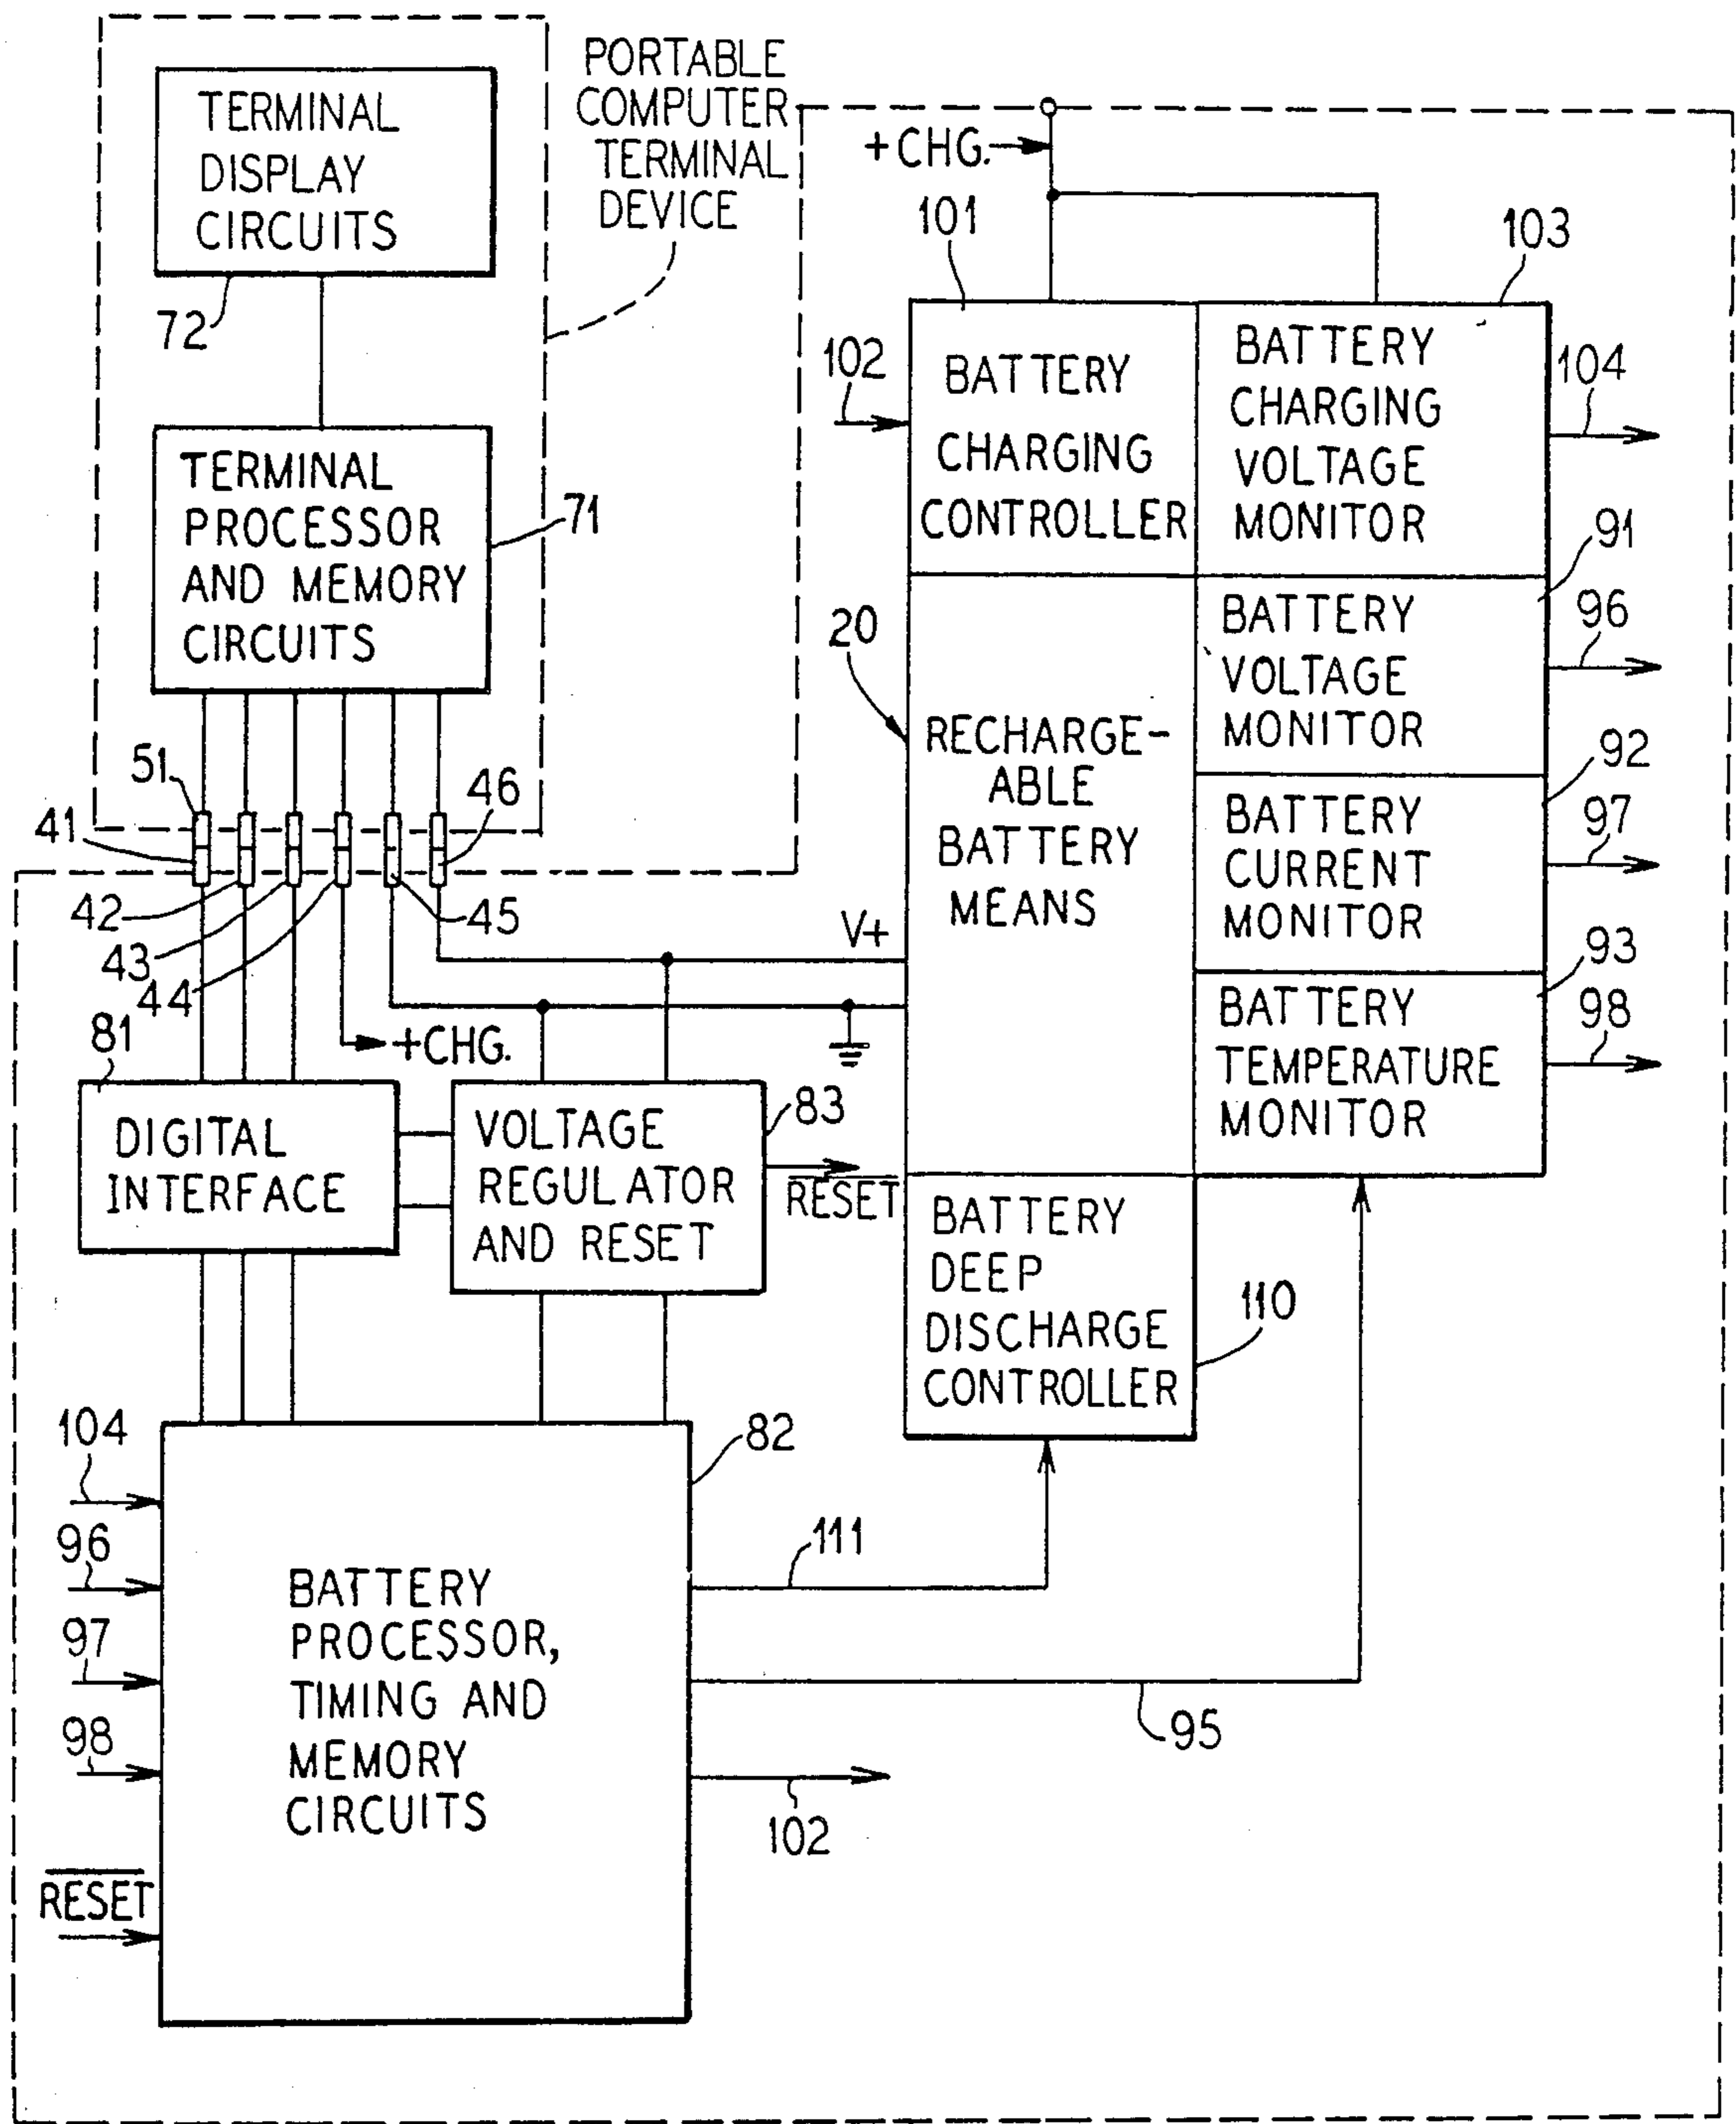 TERMINAL
DISPLAY
CIRCUITS
72
PORTABLE
COMPUTER
TERMINAL
DEVICE
TERMINAL
PROCESSOR
AND MEMORY
CIRCUITS
71
51
41
42
43
44
45
46
+CHG.
V+
81
DIGITAL
INTERFACE
VOLTAGE
REGULATOR
AND RESET
83
RESET
+CHG.
101
102
BATTERY
CHARGING
CONTROLLER
103
BATTERY
CHARGING
VOLTAGE
MONITOR
104
20
RECHARGE-
ABLE
BATTERY
MEANS
91
BATTERY
VOLTAGE
MONITOR
96
92
BATTERY
CURRENT
MONITOR
97
93
BATTERY
TEMPERATURE
MONITOR
98
BATTERY
DEEP
DISCHARGE
CONTROLLER
110
104
96
97
98
RESET
82
BATTERY
PROCESSOR,
TIMING AND
MEMORY
CIRCUITS
111
95
102